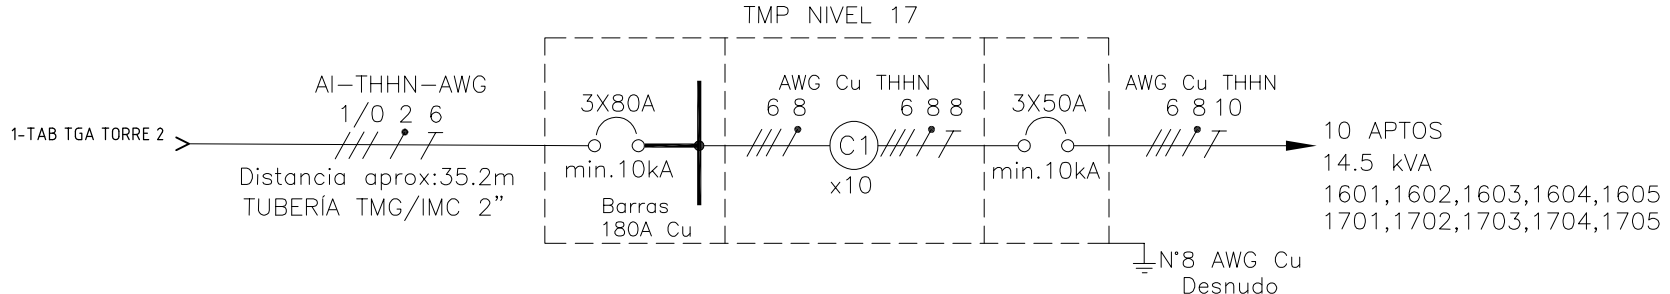 TMP NIVEL 17
1-TAB TGA TORRE 2
Al-THHN-AWG
1/0 2 6
Distancia aprox:35.2m
TUBERÍA TMG/IMC 2”
3X80A
min.10kA
Barras
180A Cu
AWG Cu THHN
6 8
6 8 8
C1
x10
3X50A
min.10kA
AWG Cu THHN
6 8 10
10 APTOS
14.5 kVA
1601,1602,1603,1604,1605
1701,1702,1703,1704,1705
N°8 AWG Cu
Desnudo